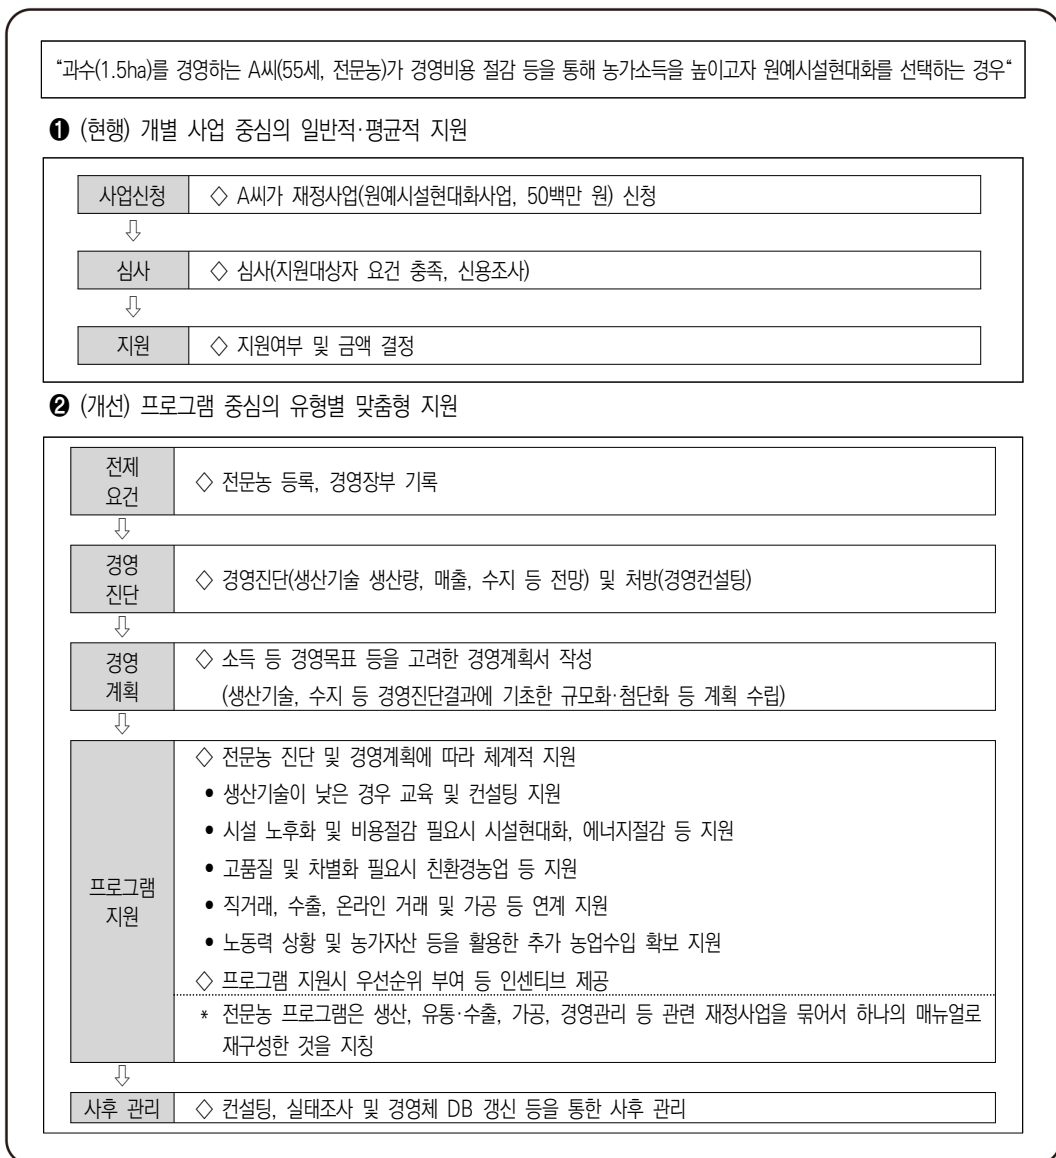 “과수(1.5ha)를 경영하는 A씨(55세, 전문농)가 경영비용 절감 등을 통해 농가소득을 높이고자 원예시설현대화를 선택하는 경우“
❶ (현행) 개별 사업 중심의 일반적·평균적 지원
사업신청 ◇ A씨가 재정사업(원예시설현대화사업, 50백만 원) 신청
⇩
심사 ◇ 심사(지원대상자 요건 충족, 신용조사)
⇩
지원 ◇ 지원여부 및 금액 결정
❷ (개선) 프로그램 중심의 유형별 맞춤형 지원
전제
요건
◇ 전문농 등록, 경영장부 기록
⇩
경영
진단
◇ 경영진단(생산기술 생산량, 매출, 수지 등 전망) 및 처방(경영컨설팅)
⇩
경영
계획
◇ 소득 등 경영목표 등을 고려한 경영계획서 작성
(생산기술, 수지 등 경영진단결과에 기초한 규모화·첨단화 등 계획 수립)
⇩
프로그램
지원
◇ 전문농 진단 및 경영계획에 따라 체계적 지원
• 생산기술이 낮은 경우 교육 및 컨설팅 지원
• 시설 노후화 및 비용절감 필요시 시설현대화, 에너지절감 등 지원
• 고품질 및 차별화 필요시 친환경농업 등 지원
• 직거래, 수출, 온라인 거래 및 가공 등 연계 지원
• 노동력 상황 및 농가자산 등을 활용한 추가 농업수입 확보 지원
◇ 프로그램 지원시 우선순위 부여 등 인센티브 제공
* 전문농 프로그램은 생산, 유통·수출, 가공, 경영관리 등 관련 재정사업을 묶어서 하나의 매뉴얼로
재구성한 것을 지칭
⇩
사후 관리 ◇ 컨설팅, 실태조사 및 경영체 DB 갱신 등을 통한 사후 관리